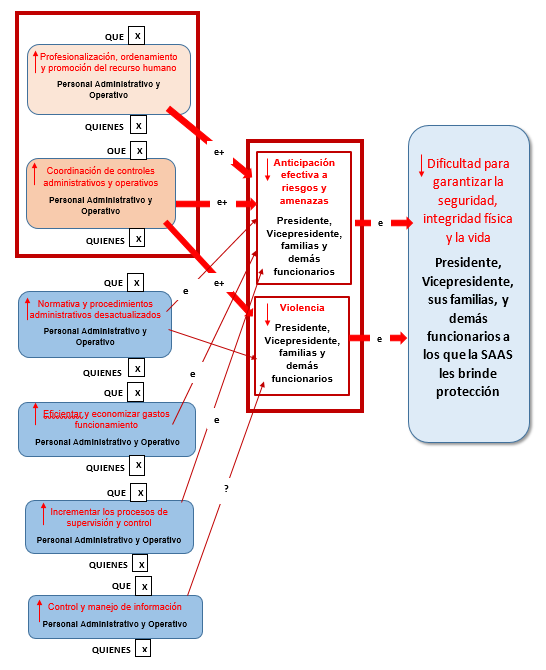 QUE X
Profesionalización, ordenamiento
y promoción del recurso humano
Personal Administrativo y
Operativo
QUIENES X
QUE X
Coordinación de controles
administrativos y operativos
Personal Administrativo y
Operativo
QUIENES X
QUE X
Normativa y procedimientos
administrativos desactualizados
Personal Administrativo y
Operativo
QUIENES X
QUE X
Eficientar y economizar gastos
funcionamiento
Personal Administrativo y Operativo
QUIENES X
QUE X
Incrementar los procesos de
supervisión y control
Personal Administrativo y Operativo
QUIENES X
QUE X
Control y manejo de información
Personal Administrativo y Operativo
QUIENES X
e+
e+
e+
e
e
e
?
Anticipación
efectiva a
riesgos y
amenazas
Presidente,
Vicepresidente,
familias y
demás
funcionarios
Violencia
Presidente,
Vicepresidente,
familias y
demás
funcionarios
e
e
Dificultad para
garantizar la
seguridad,
integridad física
y la vida
Presidente,
Vicepresidente,
sus familias, y
demás
funcionarios a
los que la SAAS
les brinde
protección